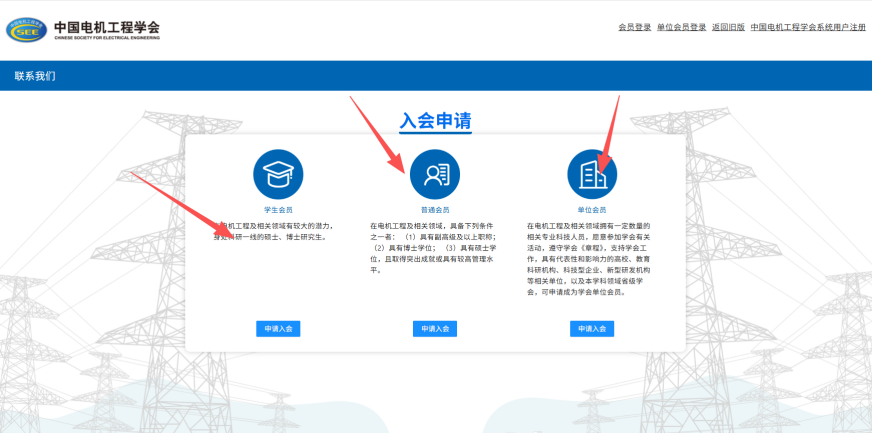 中国电机工程学会
CHINESE SOCIETY FOR ELECTRICAL ENGINEERING
CSEE
会员登录 单位会员登录 返回旧版 中国电机工程学会系统用户注册
联系我们
入会申请
学生会员
电机工程及相关领域有较大的潜力，
身处科研一线的硕士、博士研究生。
申请入会
普通会员
在电机工程及相关领域，具备下列条件
之一者：（1）具有副高级及以上职称；
（2）具有博士学位；（3）具有硕士学
位，且取得突出成就或具有较高管理水
平。
申请入会
单位会员
在电机工程及相关领域拥有一定数量的
相关专业科技人员，愿意参加学会有关
活动，遵守学会《章程》，支持学会工
作，具有代表性和影响力的高校、教育
科研机构、科技型企业、新型研发机构
等相关单位，以及本学科领域省级学
会，可申请成为学会单位会员。
申请入会